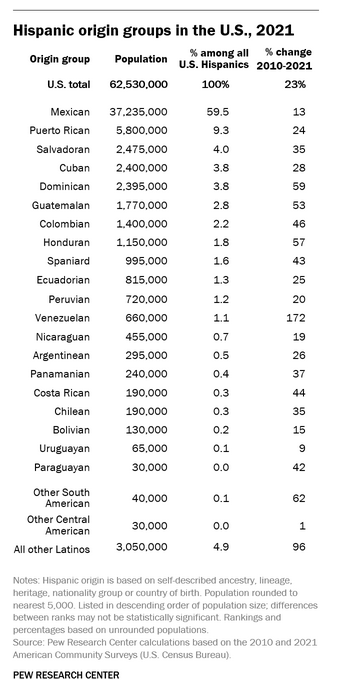 Hispanic origin groups in the U.S., 2021
Origin group Population % among all U.S. Hispanics % change 2010-2021
U.S. total 62,530,000 100% 23%
Mexican 37,235,000 59.5 13
Puerto Rican 5,800,000 9.3 24
Salvadoran 2,475,000 4.0 35
Cuban 2,400,000 3.8 28
Dominican 2,395,000 3.8 59
Guatemalan 1,770,000 2.8 53
Colombian 1,400,000 2.2 46
Honduran 1,150,000 1.8 57
Spaniard 995,000 1.6 43
Ecuadorian 815,000 1.3 25
Peruvian 720,000 1.2 20
Venezuelan 660,000 1.1 172
Nicaraguan 455,000 0.7 19
Argentinean 295,000 0.5 26
Panamanian 240,000 0.4 37
Costa Rican 190,000 0.3 44
Chilean 190,000 0.3 35
Bolivian 130,000 0.2 15
Uruguayan 65,000 0.1 9
Paraguayan 30,000 0.0 42
Other South American 40,000 0.1 62
Other Central American 30,000 0.0 1
All other Latinos 3,050,000 4.9 96
Notes: Hispanic origin is based on self-described ancestry, lineage,
heritage, nationality group or country of birth. Population rounded to
nearest 5,000. Listed in descending order of population size; differences
between ranks may not be statistically significant. Rankings and
percentages based on unrounded populations.
Source: Pew Research Center calculations based on the 2010 and 2021
American Community Surveys (U.S. Census Bureau).
PEW RESEARCH CENTER